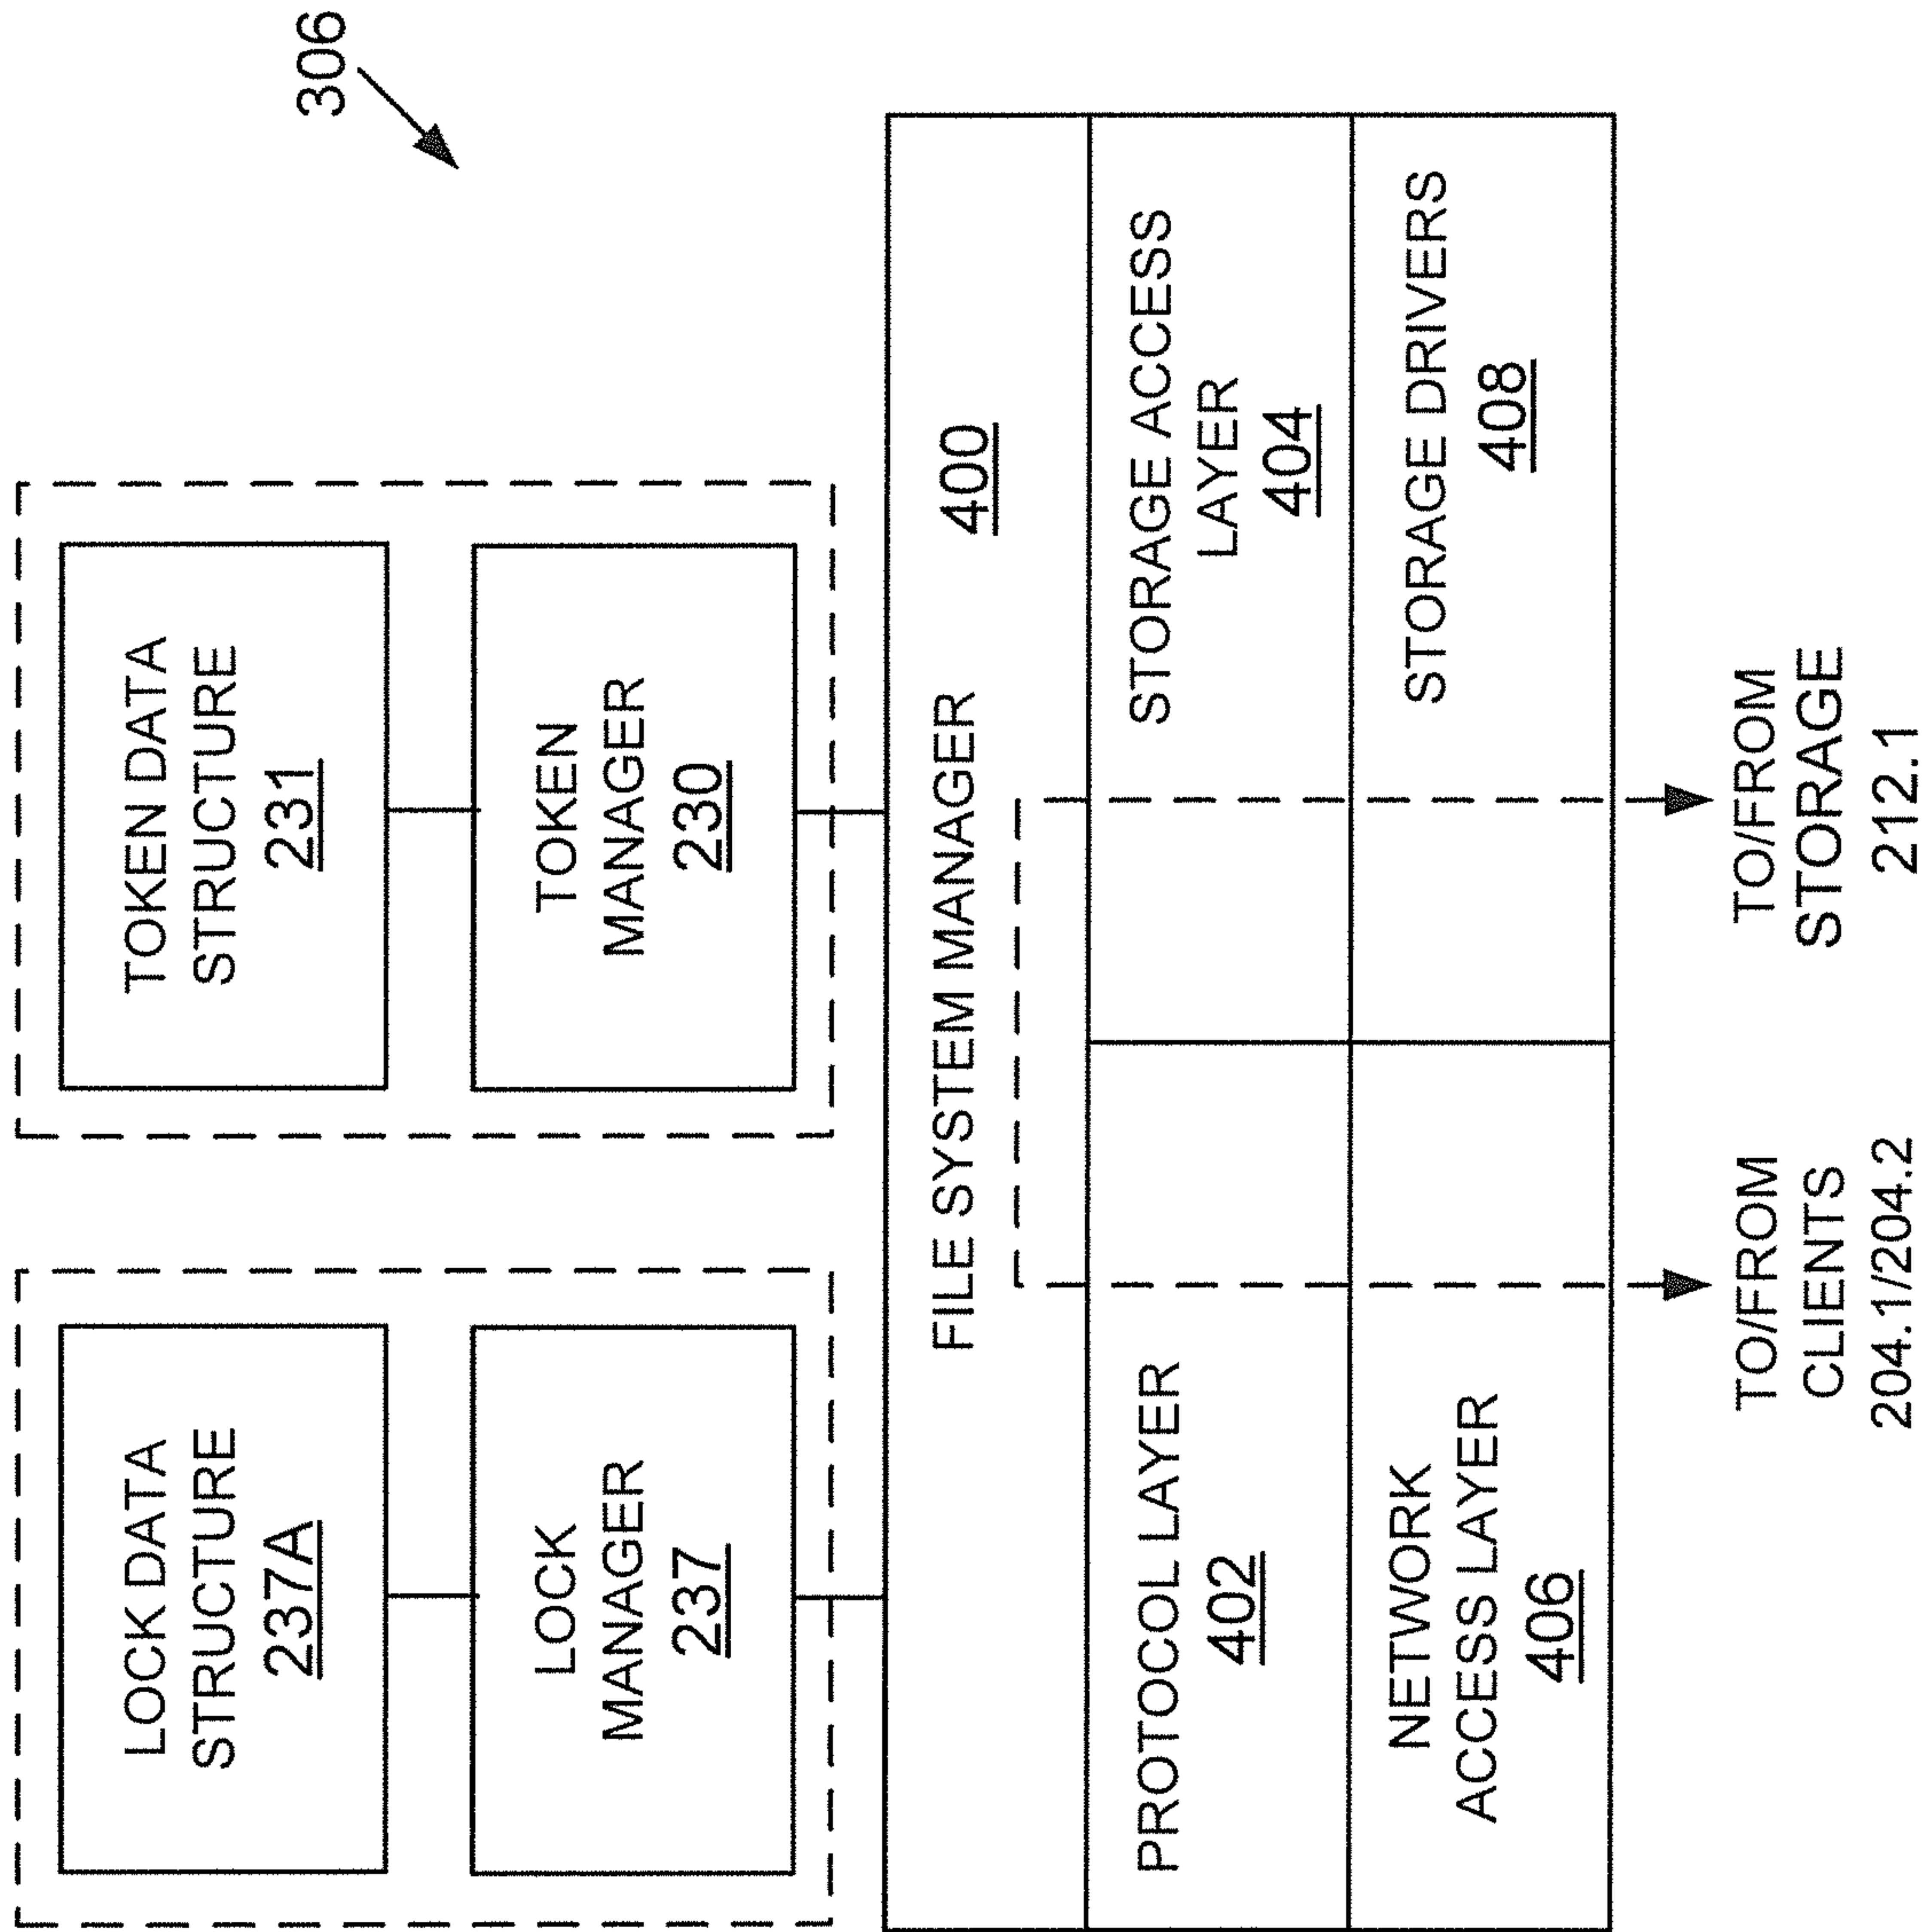 306
LOCK DATA
STRUCTURE
237A
TOKEN DATA
STRUCTURE
231
LOCK
MANAGER
237
TOKEN
MANAGER
230
FILE SYSTEM MANAGER
400
PROTOCOL LAYER
402
STORAGE ACCESS
LAYER
404
NETWORK
ACCESS LAYER
406
STORAGE DRIVERS
408
TO/FROM
CLIENTS
204.1/204.2
TO/FROM
STORAGE
212.1